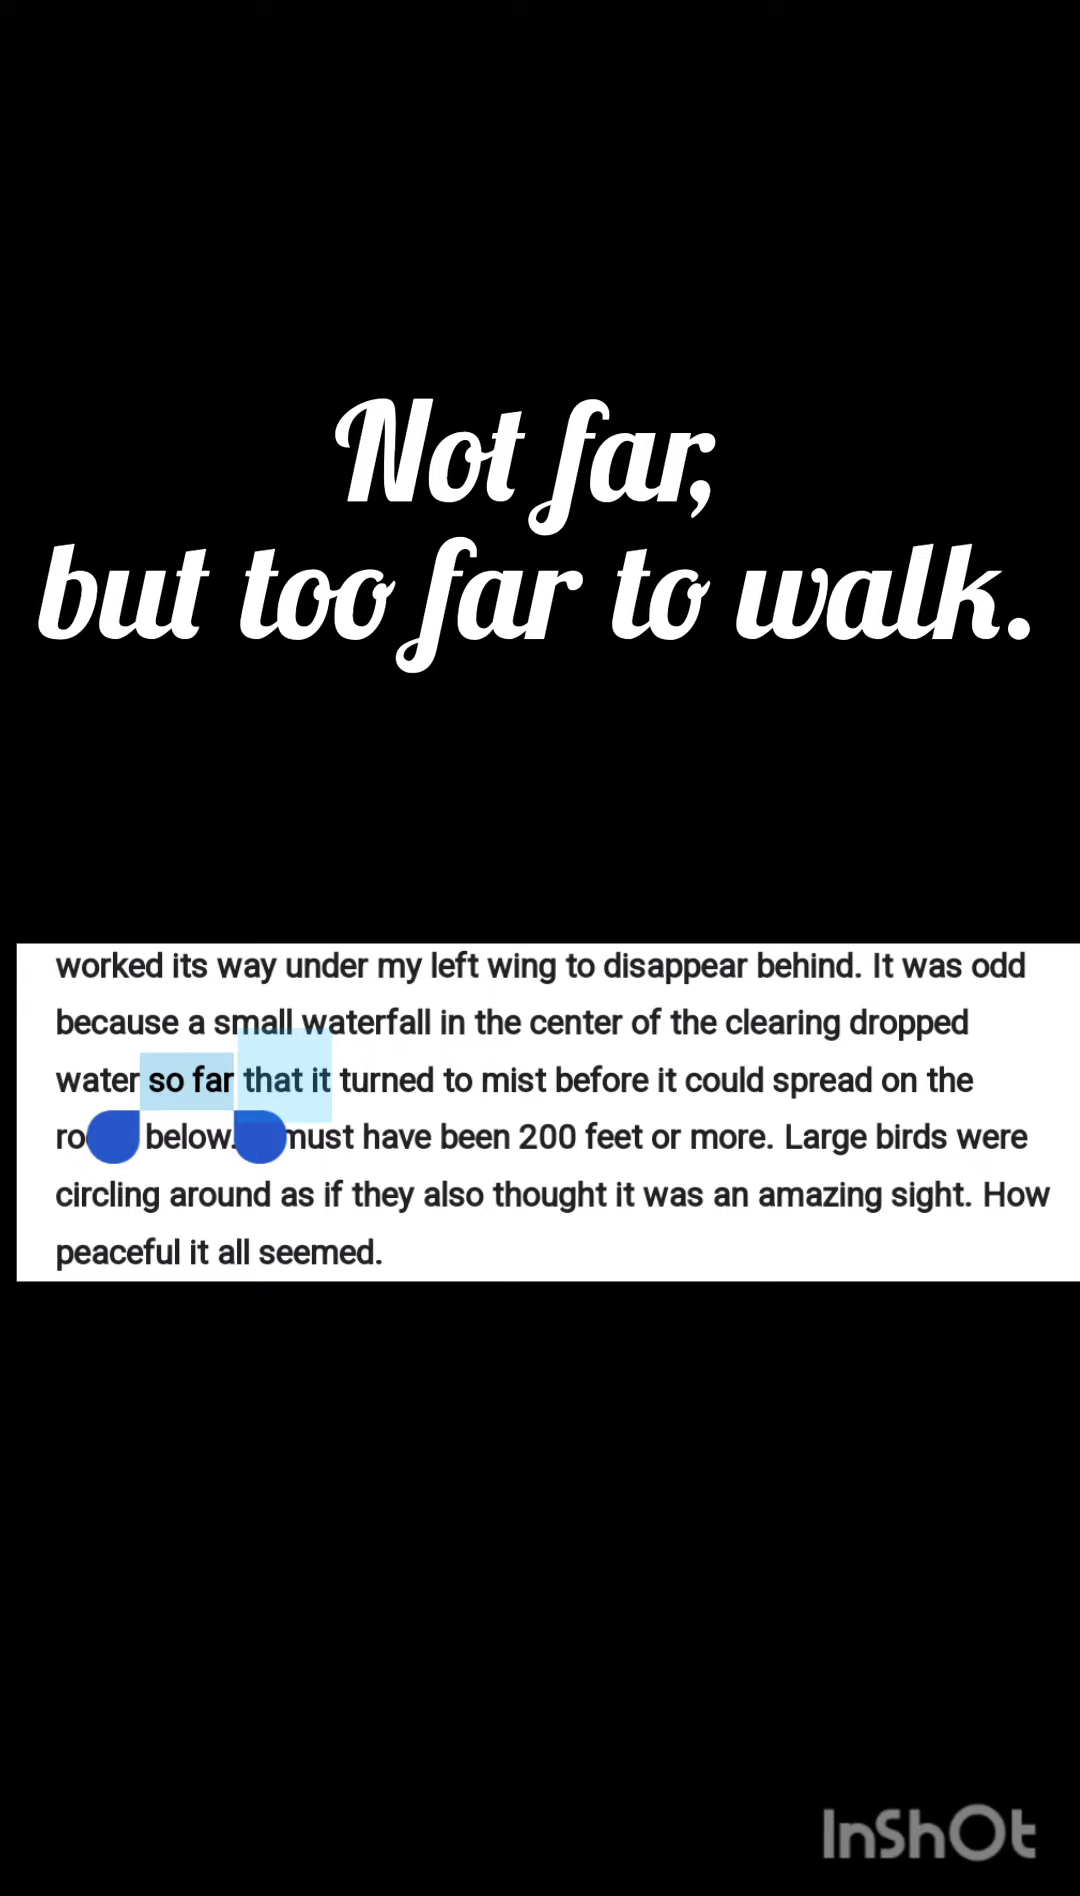 Not far,
but too far to walk.
worked its way under my left wing to disappear behind. It was odd
because a small waterfall in the center of the clearing dropped
water so far that it turned to mist before it could spread on the
ro below. must have been 200 feet or more. Large birds were
circling around as if they also thought it was an amazing sight. How
peaceful it all seemed.
InShOt